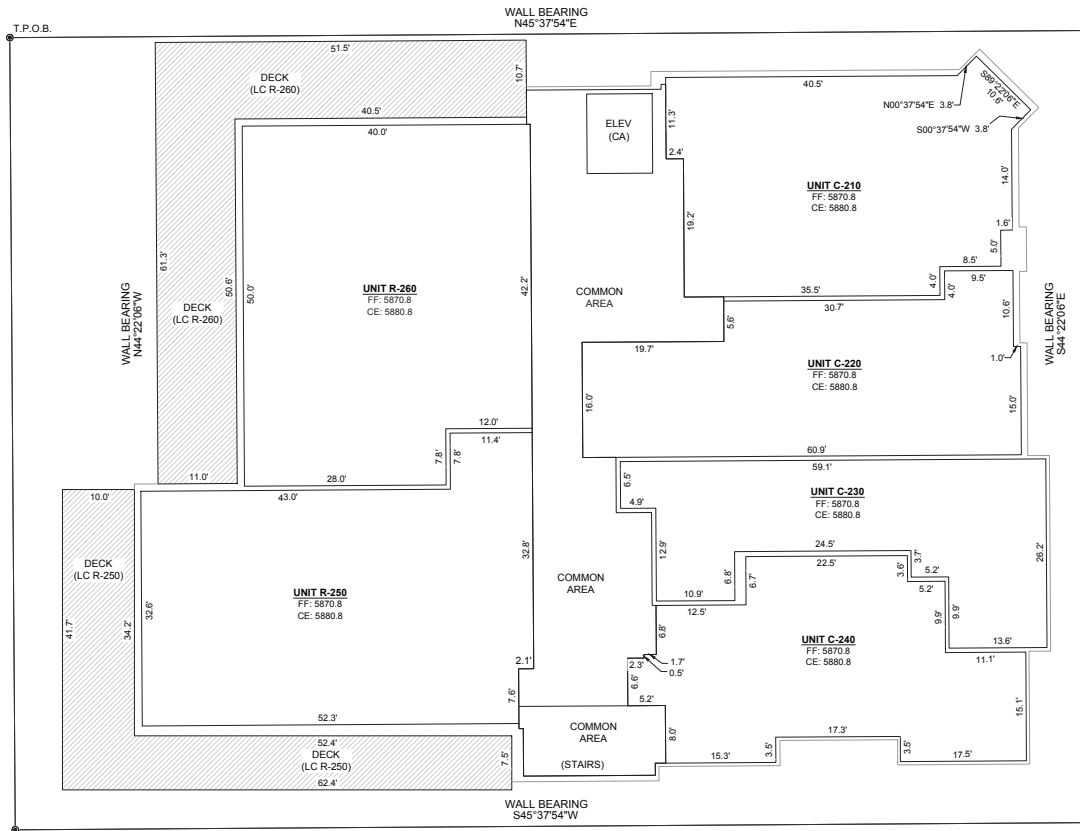 WALL BEARING
N45°37'54"E
T.P.O.B.
51.5'
10.7'
DECK
(LC R-260)
40.5'
40.0'
61.3'
50.6'
50.0'
42.2'
DECK
(LC R-260)
UNIT R-260
FF: 5870.8
CE: 5880.8
WALL BEARING
N44°22'06"W
12.0'
11.4'
7.8'
7.8'
11.0'
28.0'
43.0'
10.0'
DECK
(LC R-250)
41.7'
34.2'
32.6'
32.8'
UNIT R-250
FF: 5870.8
CE: 5880.8
2.1'
7.6'
52.3'
52.4'
DECK
(LC R-250)
62.4'
7.5'
ELEV
(CA)
11.3'
2.4'
19.2'
40.5'
N00°37'54"E 3.8'
S89°22'06"E
10.6'
S00°37'54"W 3.8'
UNIT C-210
FF: 5870.8
CE: 5880.8
14.0'
1.6'
5.0'
8.5'
9.5'
4.0'
4.0'
35.5'
30.7'
COMMON
AREA
5.6'
19.7'
16.0'
UNIT C-220
FF: 5870.8
CE: 5880.8
10.6'
1.0'
15.0'
WALL BEARING
S44°22'06"E
60.9'
59.1'
6.5'
4.9'
UNIT C-230
FF: 5870.8
CE: 5880.8
12.9'
26.2'
24.5'
22.5'
6.8'
6.7'
3.7'
3.6'
5.2'
5.2'
10.9'
12.5'
9.9'
9.9'
13.6'
11.1'
COMMON
AREA
6.8'
1.7'
0.5'
2.3'
6.6'
5.2'
UNIT C-240
FF: 5870.8
CE: 5880.8
15.1'
COMMON
AREA
(STAIRS)
8.0'
15.3'
3.5'
17.3'
3.5'
17.5'
WALL BEARING
S45°37'54"W